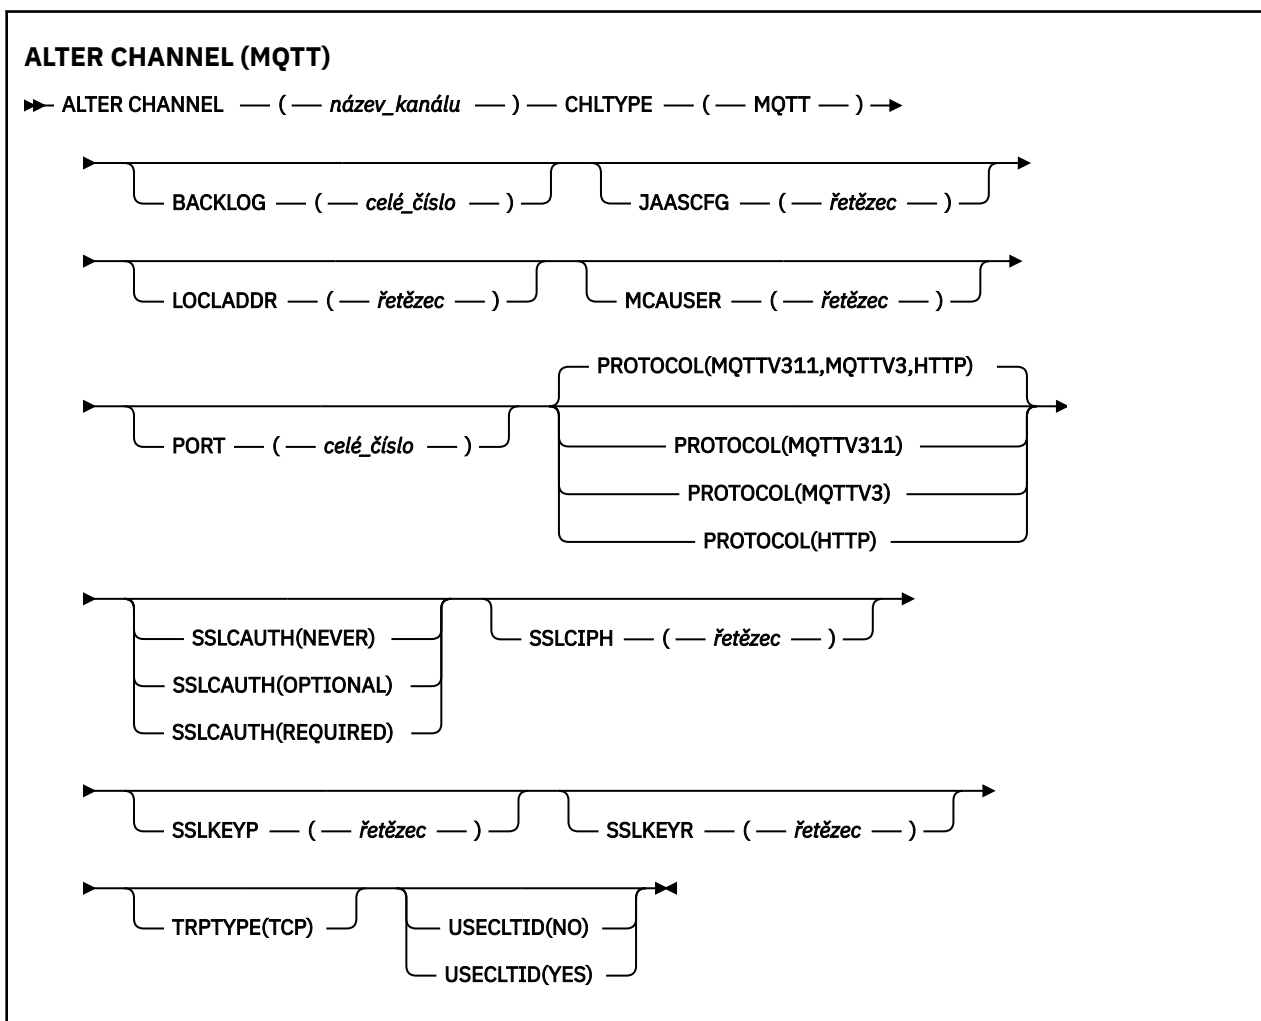 ALTER CHANNEL (MQTT)
ALTER CHANNEL ( název_kanálu ) CHLTYPE ( MQTT )
BACKLOG ( celé_číslo ) JAASCFG ( řetězec )
LOCLADDR ( řetězec ) MCAUSER ( řetězec )
PROTOCOL(MQTTV311,MQTTV3,HTTP)
PORT ( celé_číslo ) PROTOCOL(MQTTV311)
PROTOCOL(MQTTV3)
PROTOCOL(HTTP)
SSLCAUTH(NEVER) SSLCIPH ( řetězec )
SSLCAUTH(OPTIONAL)
SSLCAUTH(REQUIRED)
SSLKEYP ( řetězec ) SSLKEYR ( řetězec )
TRPTYPE(TCP) USECLTID(NO)
USECLTID(YES)